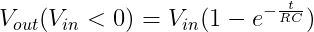 V_{out}(V_{in} < 0) = V_{in}(1 - e^{-\frac{t}{RC}})